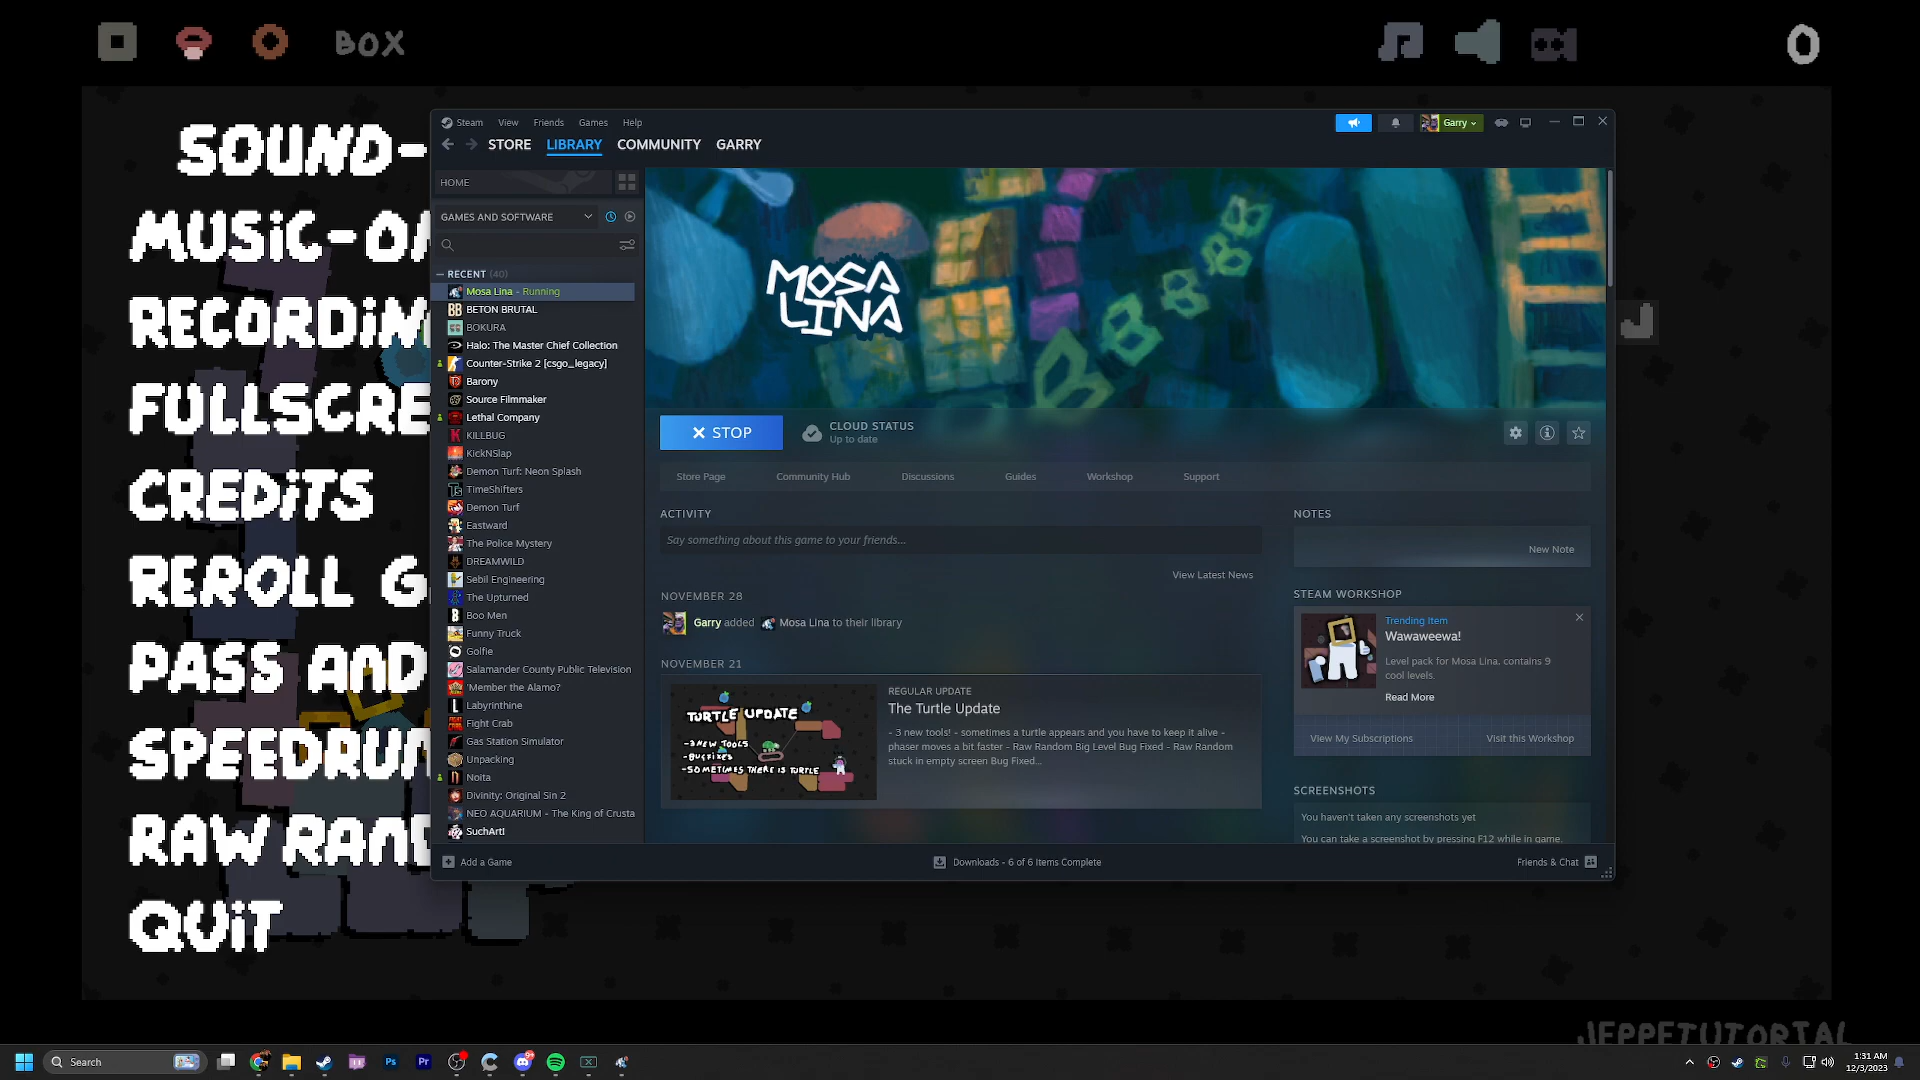 BOX
0
SOUND-
MUSIC-
RECORDIN
FULLSCRE
CREDITS
REROLL G
PASS AND
SPEEDRUN
RAW RAND
QUIT
Steam View Friends Games Help
Garry
STORE LIBRARY COMMUNITY GARRY
HOME
GAMES AND SOFTWARE
RECENT (40)
Mosa Lina - Running
BETON BRUTAL
BOKURA
Halo: The Master Chief Collection
Counter-Strike 2 [csgo_legacy]
Barony
Source Filmmaker
Lethal Company
KILLBUG
KickNSlap
Demon Turf: Neon Splash
TimeShifters
Demon Turf
Eastward
The Police Mystery
DREAMWILD
Sebil Engineering
The Upturned
Boo Men
Funny Truck
Golfie
Salamander County Public Television
'Member the Alamo?
Labyrinthine
Fight Crab
Gas Station Simulator
Unpacking
Noita
Divinity: Original Sin 2
NEO AQUARIUM - The King of Crusta
SuchArt!
MOSA
LINA
STOP
CLOUD STATUS
Up to date
Store Page Community Hub Discussions Guides Workshop Support
ACTIVITY
Say something about this game to your friends...
View Latest News
NOVEMBER 28
Garry added Mosa Lina to their library
NOVEMBER 21
TURTLE UPDATE
-3 NEW TOOLS
-BUGFIXES
-SOMETIMES THERE IS TURTLE
REGULAR UPDATE
The Turtle Update
- 3 new tools! - sometimes a turtle appears and you have to keep it alive -
phaser moves a bit faster - Raw Random Big Level Bug Fixed - Raw Random
stuck in empty screen Bug Fixed...
NOTES
New Note
STEAM WORKSHOP
Trending Item
Wawaweewa!
Level pack for Mosa Lina, contains 9
cool levels.
Read More
View My Subscriptions Visit this Workshop
SCREENSHOTS
You haven't taken any screenshots yet
You can take a screenshot by pressing F12 while in game.
Add a Game
Downloads - 6 of 6 Items Complete
Friends & Chat
JEPPETUTORIAL
Search
Ps
Pr
1:31 AM
12/3/2023